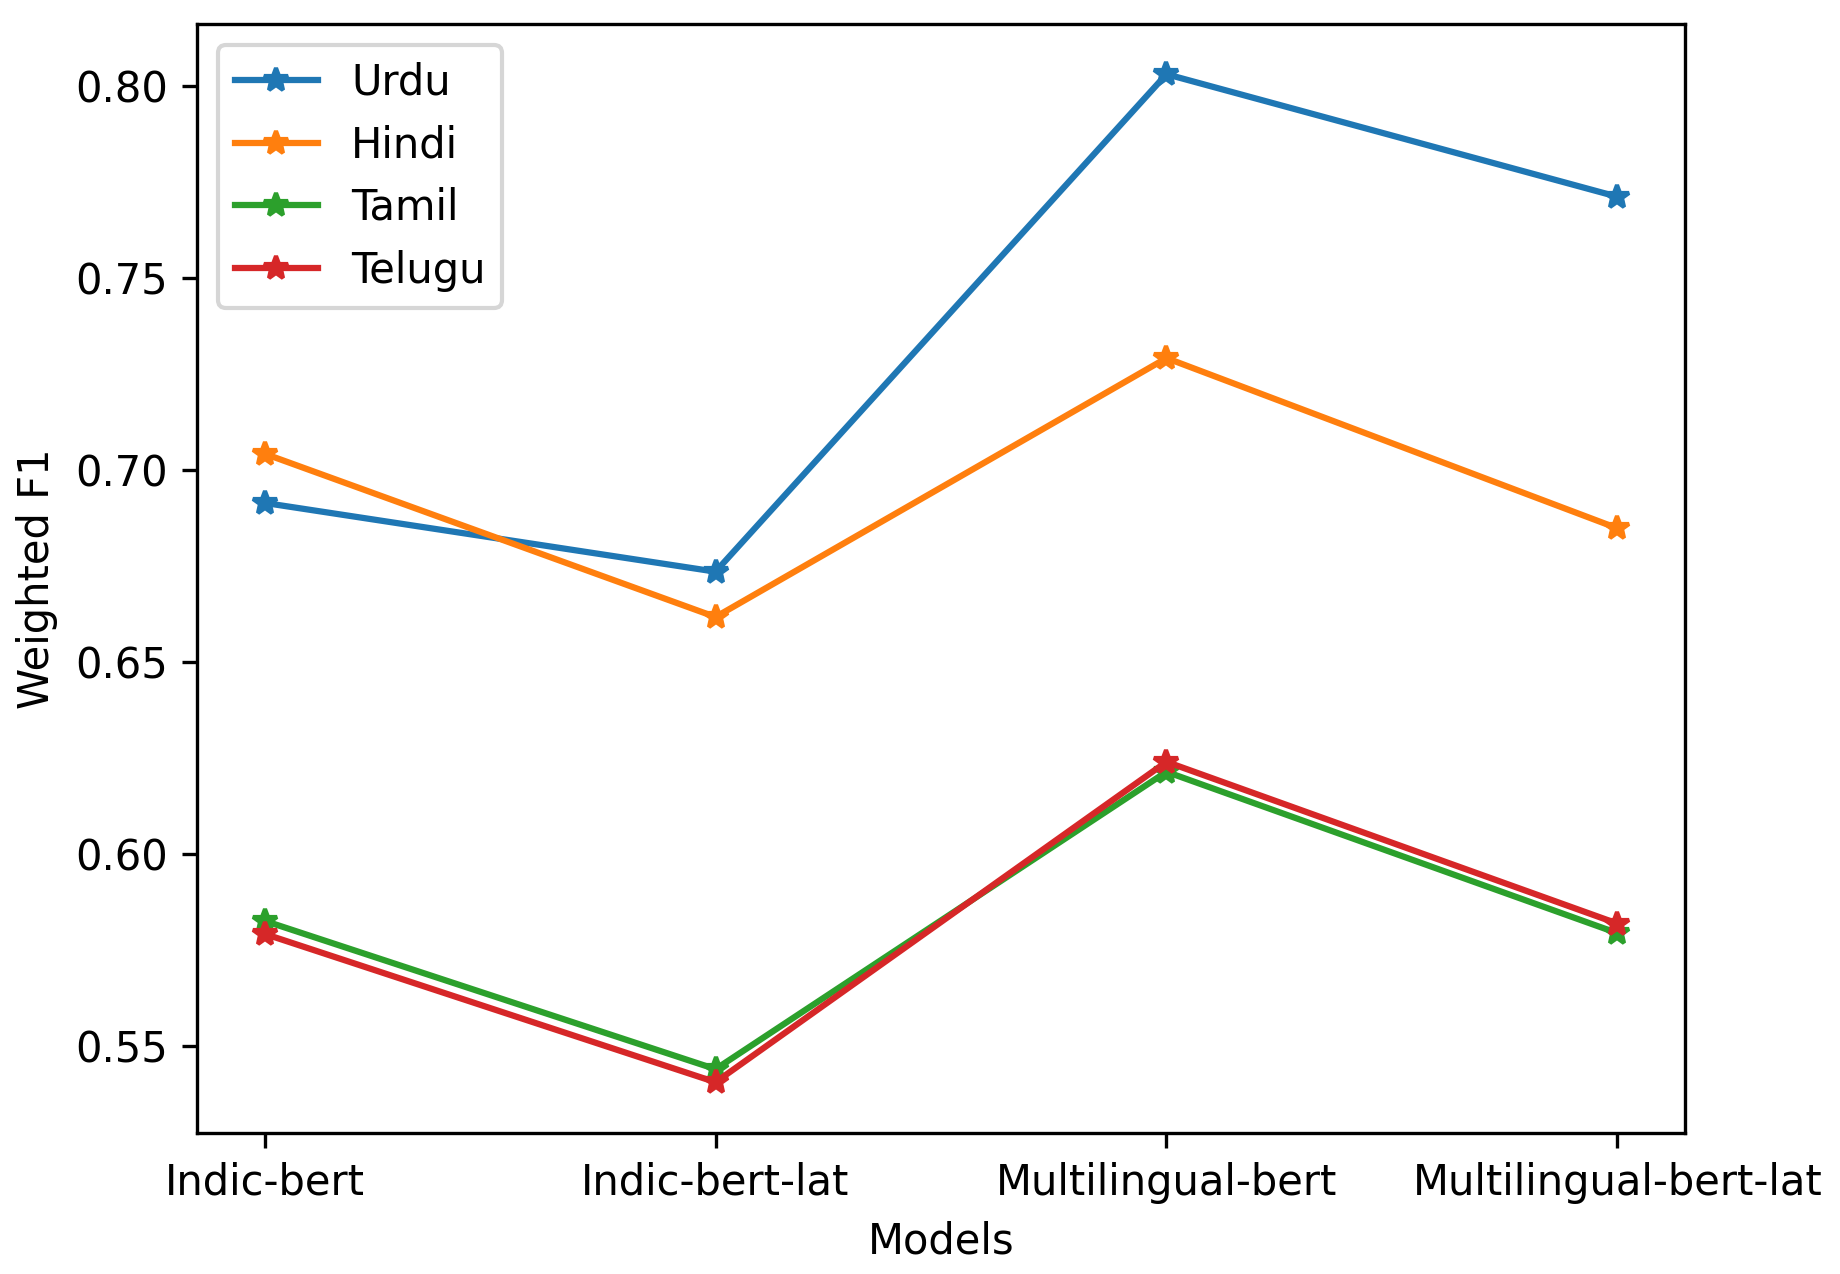 Urdu
Hindi
Tamil
Telugu
0.80
0.75
0.70
0.65
0.60
0.55
Weighted F1
Indic-bert
Indic-bert-lat
Multilingual-bert
Multilingual-bert-lat
Models